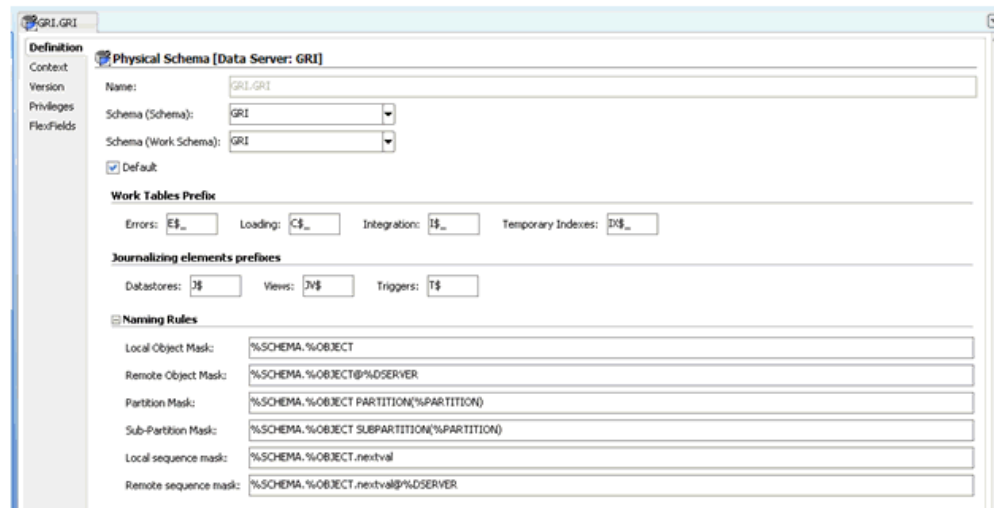 GRI.GRI
Definition
Context
Version
Privileges
FlexFields
Physical Schema [Data Server: GRI]
Name: GRI.GRI
Schema (Schema): GRI
Schema (Work Schema): GRI
Default
Work Tables Prefix
Errors: E$_ Loading: C$_ Integration: I$_ Temporary Indexes: IX$_
Journalizing elements prefixes
Datastores: J$ Views: JV$ Triggers: T$
Naming Rules
Local Object Mask: %SCHEMA.%OBJECT
Remote Object Mask: %SCHEMA.%OBJECT@%DSERVER
Partition Mask: %SCHEMA.%OBJECT PARTITION(%PARTITION)
Sub-Partition Mask: %SCHEMA.%OBJECT SUBPARTITION(%PARTITION)
Local sequence mask: %SCHEMA.%OBJECT.nextval
Remote sequence mask: %SCHEMA.%OBJECT.nextval@%DSERVER